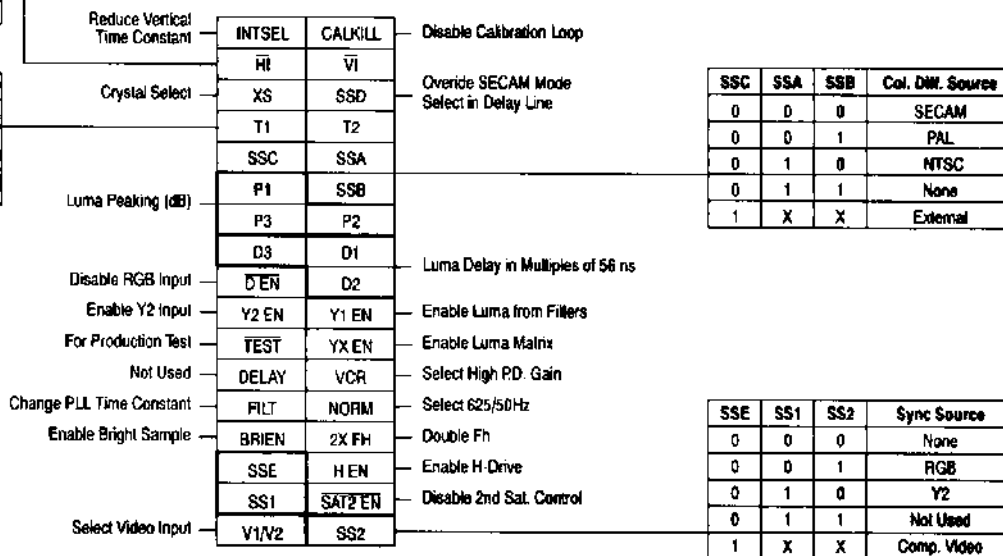 Reduce Vertical
Time Constant
INTSEL CALKILL Disable Calibration Loop
HI VI
Crystal Select XS SSD Overide SECAM Mode
Select in Delay Line
T1 T2
SSC SSA
P1 SSB
Luma Peaking (dB)
P3 P2
D3 D1
Luma Delay in Multiples of 56 ns
Disable RGB Input D EN D2
Enable Y2 Input Y2 EN Y1 EN Enable Luma from Filters
For Production Test TEST YX EN Enable Luma Matrix
Not Used DELAY VCR Select High P.D. Gain
Change PLL Time Constant FILT NORM Select 625/50Hz
Enable Bright Sample BRIEN 2X FH Double Fh
SSE H EN Enable H-Drive
SS1 SAT2 EN Disable 2nd Sat. Control
Select Video Input V1/V2 SS2
SSC SSA SSB Col. Diff. Source
0 0 0 SECAM
0 0 1 PAL
0 1 0 NTSC
0 1 1 None
1 X X External
SSE SS1 SS2 Sync Source
0 0 0 None
0 0 1 RGB
0 1 0 Y2
0 1 1 Not Used
1 X X Comp. Video